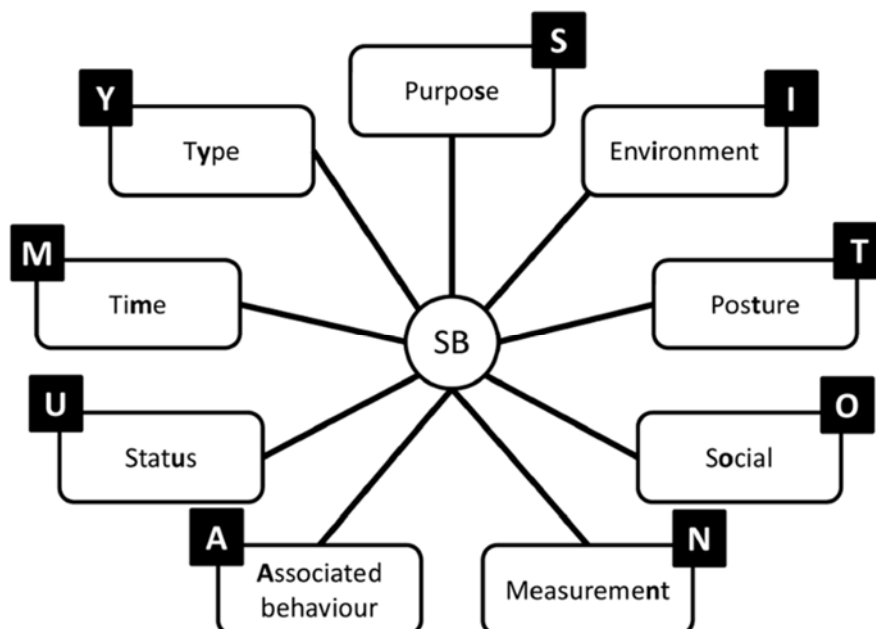 S
Purpose
I
Environment
T
Posture
O
Social
N
Measurement
A
Associated
behaviour
U
Status
M
Time
Y
Type
SB